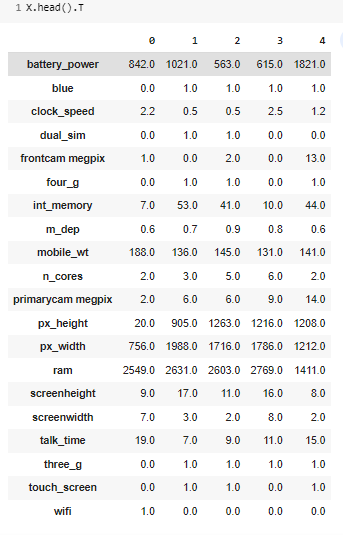 1 X.head().T
0 1 2 3 4
battery_power 842.0 1021.0 563.0 615.0 1821.0
blue 0.0 1.0 1.0 1.0 1.0
clock_speed 2.2 0.5 0.5 2.5 1.2
dual_sim 0.0 1.0 1.0 0.0 0.0
frontcam megpix 1.0 0.0 2.0 0.0 13.0
four_g 0.0 1.0 1.0 0.0 1.0
int_memory 7.0 53.0 41.0 10.0 44.0
m_dep 0.6 0.7 0.9 0.8 0.6
mobile_wt 188.0 136.0 145.0 131.0 141.0
n_cores 2.0 3.0 5.0 6.0 2.0
primarycam megpix 2.0 6.0 6.0 9.0 14.0
px_height 20.0 905.0 1263.0 1216.0 1208.0
px_width 756.0 1988.0 1716.0 1786.0 1212.0
ram 2549.0 2631.0 2603.0 2769.0 1411.0
screenheight 9.0 17.0 11.0 16.0 8.0
screenwidth 7.0 3.0 2.0 8.0 2.0
talk_time 19.0 7.0 9.0 11.0 15.0
three_g 0.0 1.0 1.0 1.0 1.0
touch_screen 0.0 1.0 1.0 0.0 1.0
wifi 1.0 0.0 0.0 0.0 0.0